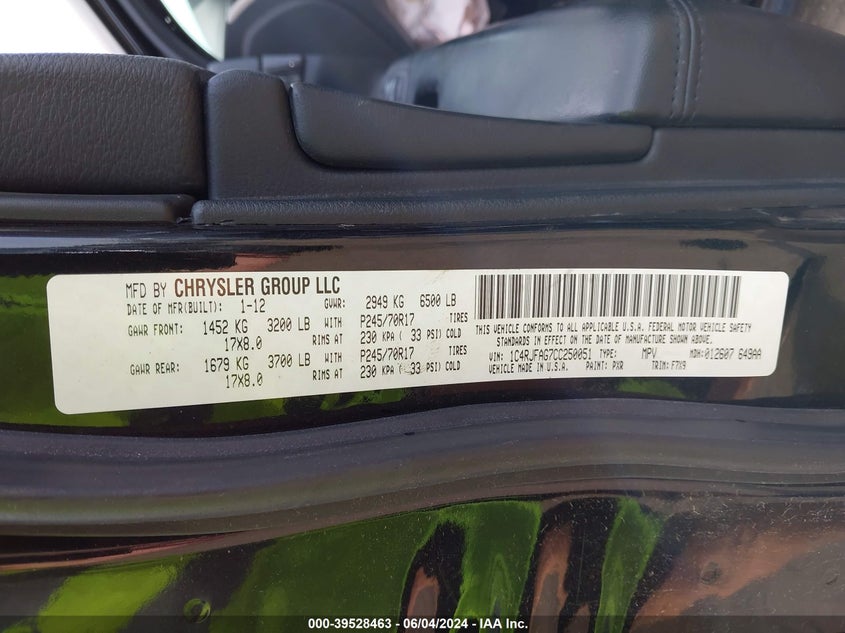 MFD BY CHRYSLER GROUP LLC
DATE OF MFR(BUILT): 1-12 GVWR: 2949 KG 6500 LB
GAWR FRONT: 1452 KG 3200 LB WITH P245/70R17 TIRES
17X8.0 RIMS AT 230 KPA ( 33 PSI) COLD
GAWR REAR: 1679 KG 3700 LB WITH P245/70R17 TIRES
17X8.0 RIMS AT 230 KPA ( 33 PSI) COLD
THIS VEHICLE CONFORMS TO ALL APPLICABLE U.S.A. FEDERAL MOTOR VEHICLE SAFETY
STANDARDS IN EFFECT ON THE DATE OF MANUFACTURE SHOWN ABOVE.
VIN: 1C4RJFAG7CC250051 TYPE: MPV MDH: 012607 649AA
VEHICLE MADE IN U.S.A. PAINT: PXR TRIM: F7X9
000-39528463 - 06/04/2024 - IAA Inc.